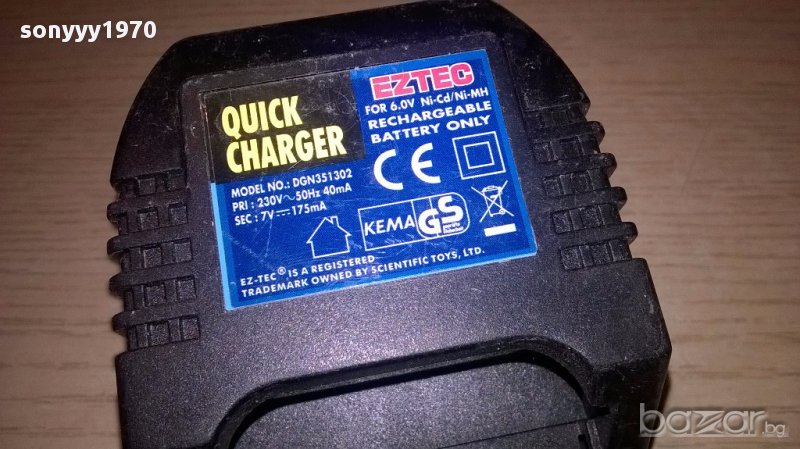 sonyyy1970
QUICK
CHARGER
EZTEC
FOR 6.0V Ni-Cd/Ni-MH
RECHARGEABLE
BATTERY ONLY
MODEL NO.: DGN351302
PRI : 230V ~ 50Hz 40mA
SEC : 7V ⎓ 175mA
CE
KEMA
GS
EZ-TEC® IS A REGISTERED
TRADEMARK OWNED BY SCIENTIFIC TOYS, LTD.
bazar.bg